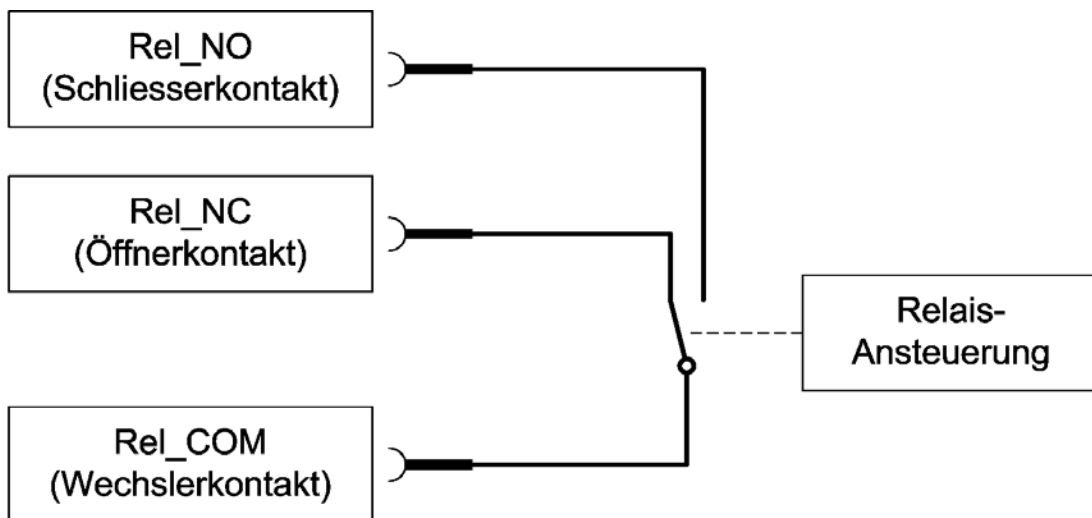 Rel_NO
(Schliesserkontakt)
Rel_NC
(Öffnerkontakt)
Relais-
Ansteuerung
Rel_COM
(Wechslerkontakt)